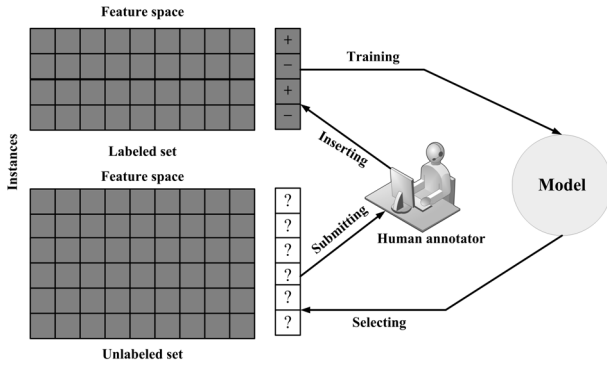 Feature space
+
−
+
−
Training
Instances
Labeled set
Inserting
Feature space
Model
?
?
?
?
?
?
Submitting
Human annotator
Selecting
Unlabeled set